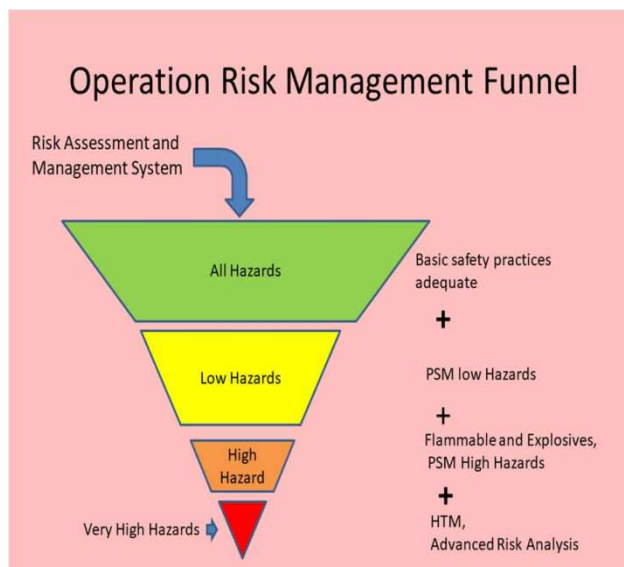 Operation Risk Management Funnel
Risk Assessment and
Management System
All Hazards
Basic safety practices
adequate
+
Low Hazards
PSM low Hazards
+
High
Hazard
Flammable and Explosives,
PSM High Hazards
+
Very High Hazards
HTM,
Advanced Risk Analysis